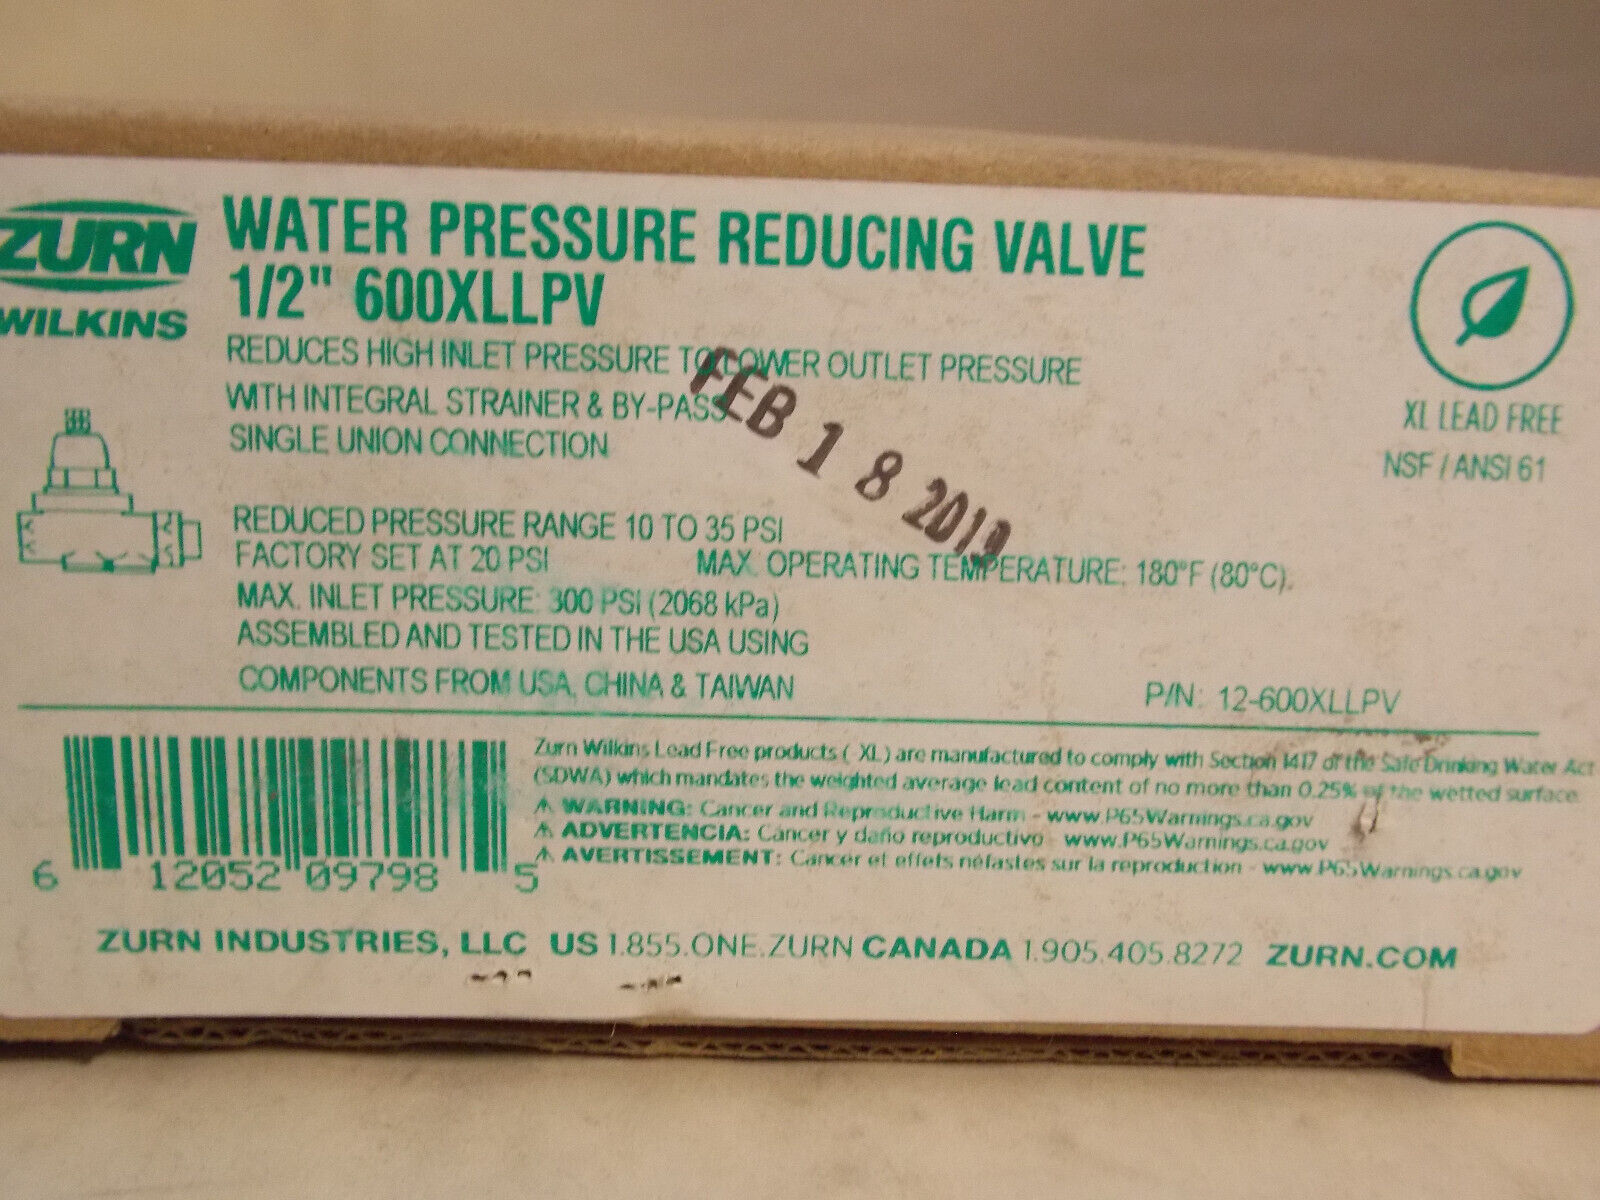 ZURN
WILKINS
WATER PRESSURE REDUCING VALVE
1/2" 600XLLPV
REDUCES HIGH INLET PRESSURE TO LOWER OUTLET PRESSURE
WITH INTEGRAL STRAINER & BY-PASS
SINGLE UNION CONNECTION
FEB 18 2019
XL LEAD FREE
NSF / ANSI 61
REDUCED PRESSURE RANGE 10 TO 35 PSI
FACTORY SET AT 20 PSI MAX. OPERATING TEMPERATURE: 180°F (80°C).
MAX. INLET PRESSURE: 300 PSI (2068 kPa)
ASSEMBLED AND TESTED IN THE USA USING
COMPONENTS FROM USA, CHINA & TAIWAN
P/N: 12-600XLLPV
Zurn Wilkins Lead Free products ( XL) are manufactured to comply with Section 1417 of the Safe Drinking Water Act
(SDWA) which mandates the weighted average lead content of no more than 0.25% of the wetted surface.
⚠ WARNING: Cancer and Reproductive Harm - www.P65Warnings.ca.gov
⚠ ADVERTENCIA: Cáncer y daño reproductivo - www.P65Warnings.ca.gov
⚠ AVERTISSEMENT: Cancer et effets néfastes sur la reproduction - www.P65Warnings.ca.gov
6 12052 09798 5
ZURN INDUSTRIES, LLC US 1.855.ONE.ZURN CANADA 1.905.405.8272 ZURN.COM